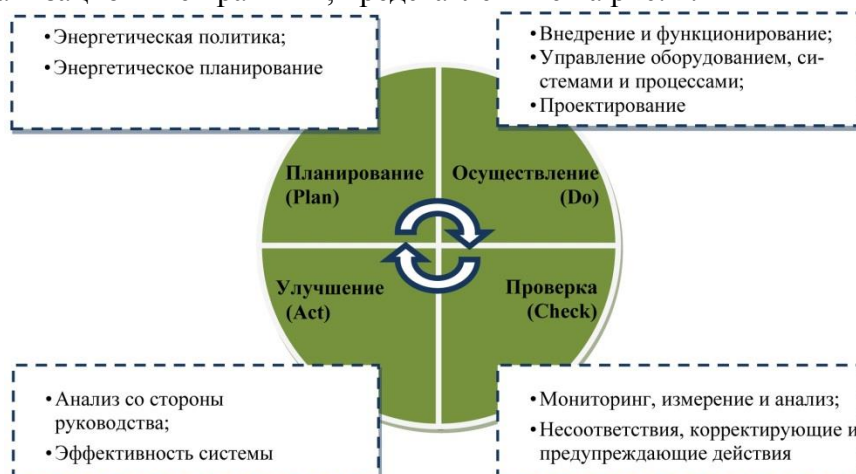 • Энергетическая политика;
• Энергетическое планирование
• Внедрение и функционирование;
• Управление оборудованием, си-
стемами и процессами;
• Проектирование
Планирование
(Plan)
Осуществление
(Do)
Улучшение
(Act)
Проверка
(Check)
• Анализ со стороны
руководства;
• Эффективность системы
• Мониторинг, измерение и анализ;
• Несоответствия, корректирующие и
предупреждающие действия